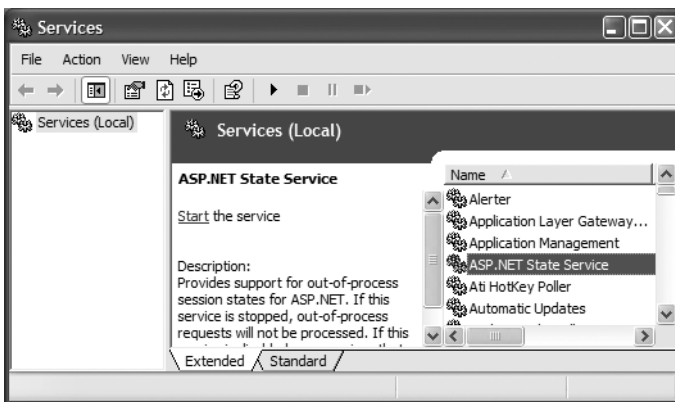 Services
File Action View Help
Services (Local)
Services (Local)
ASP.NET State Service
Start the service
Description:
Provides support for out-of-process
session states for ASP.NET. If this
service is stopped, out-of-process
requests will not be processed. If this
Name
Alerter
Application Layer Gateway...
Application Management
ASP.NET State Service
Ati HotKey Poller
Automatic Updates
Extended
Standard